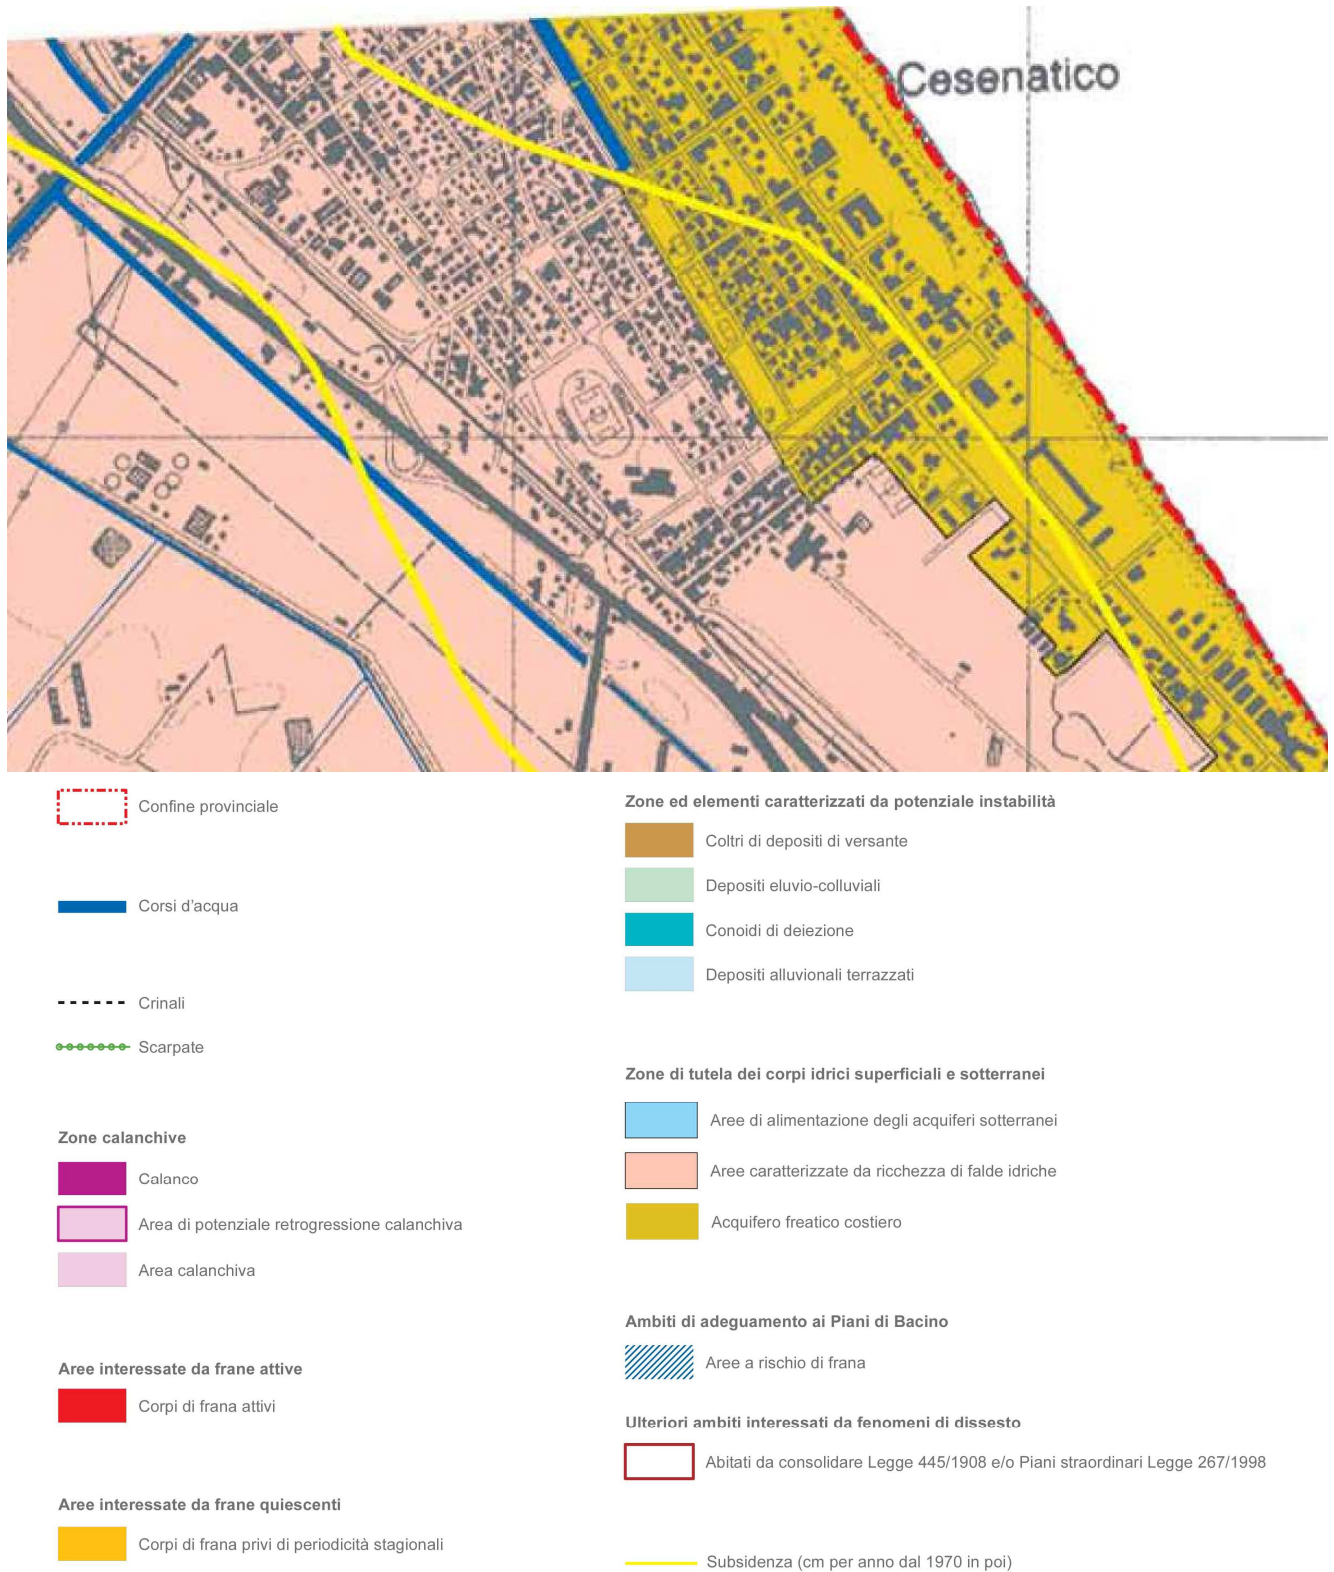 Cesenatico
Confine provinciale
Corsi d'acqua
Crinali
Scarpate
Zone calanchive
Calanco
Area di potenziale retrogressione calanchiva
Area calanchiva
Aree interessate da frane attive
Corpi di frana attivi
Aree interessate da frane quiescenti
Corpi di frana privi di periodicità stagionali
Zone ed elementi caratterizzati da potenziale instabilità
Coltri di depositi di versante
Depositi eluvio-colluviali
Conoidi di deiezione
Depositi alluvionali terrazzati
Zone di tutela dei corpi idrici superficiali e sotterranei
Aree di alimentazione degli acquiferi sotterranei
Aree caratterizzate da ricchezza di falde idriche
Acquifero freatico costiero
Ambiti di adeguamento ai Piani di Bacino
Aree a rischio di frana
Ulteriori ambiti interessati da fenomeni di dissesto
Abitati da consolidare Legge 445/1908 e/o Piani straordinari Legge 267/1998
Subsidenza (cm per anno dal 1970 in poi)